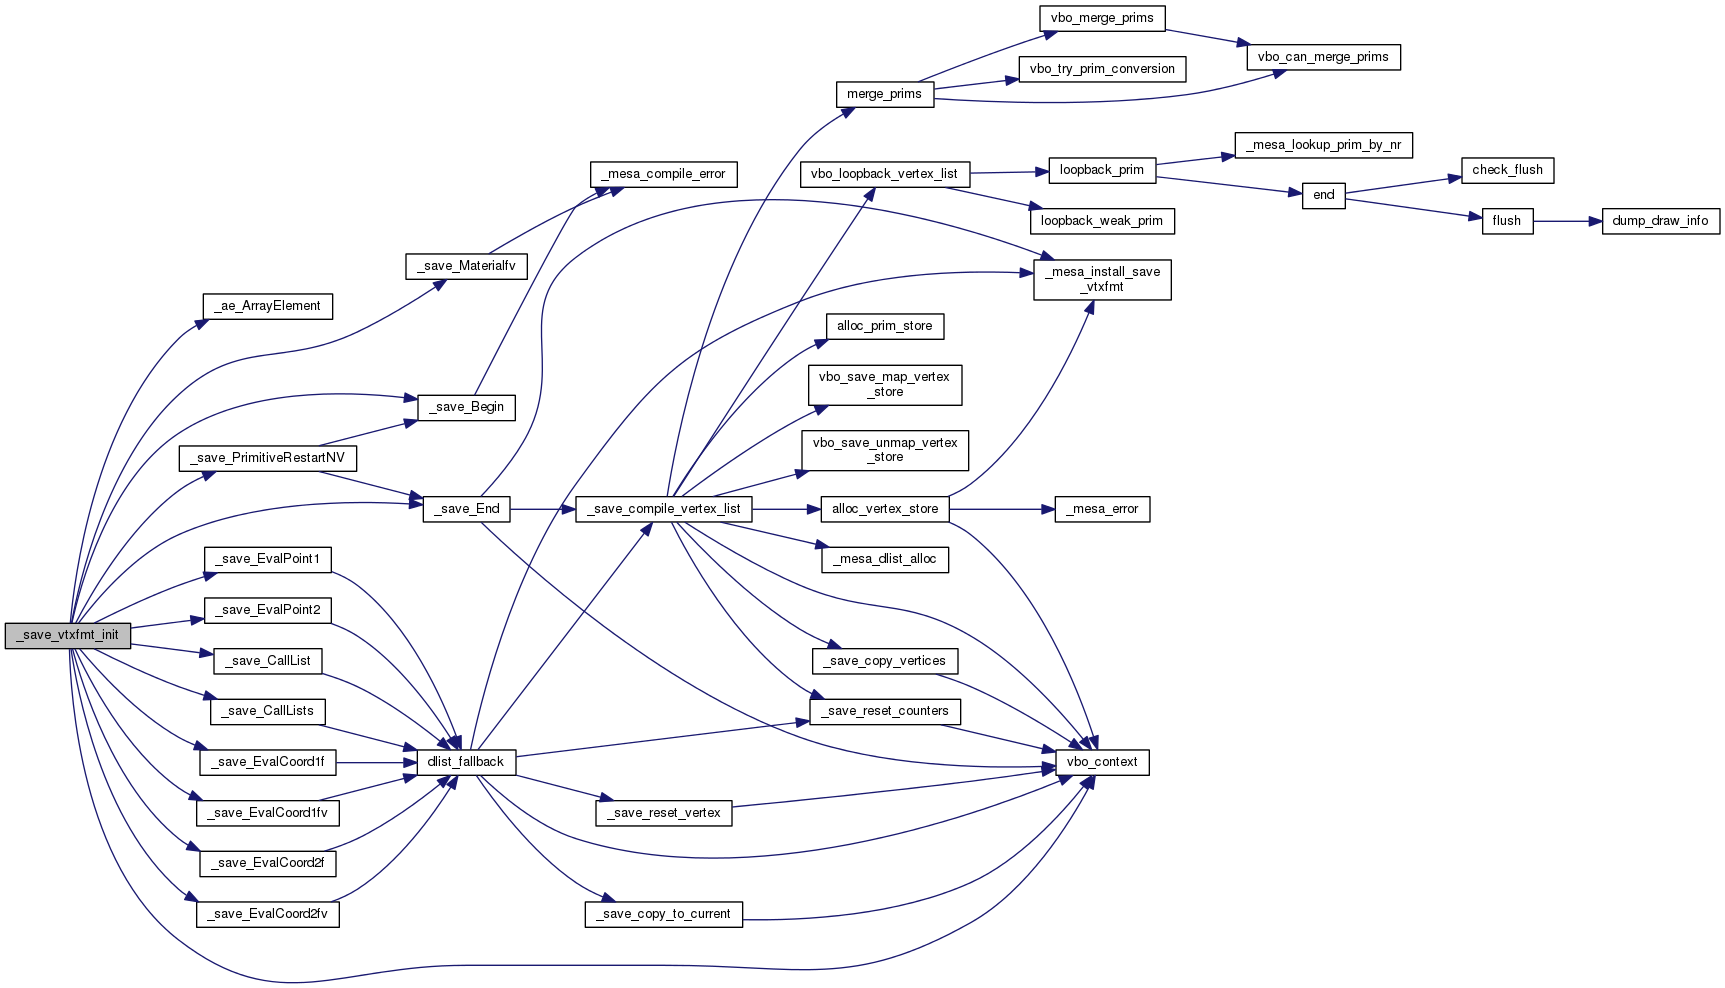 vbo_merge_prims
vbo_can_merge_prims
vbo_try_prim_conversion
merge_prims
_mesa_lookup_prim_by_nr
_mesa_compile_error
vbo_loopback_vertex_list
loopback_prim
check_flush
end
loopback_weak_prim
flush
dump_draw_info
_save_Materialfv
_mesa_install_save
_vtxfmt
_ae_ArrayElement
alloc_prim_store
vbo_save_map_vertex
_store
_save_Begin
vbo_save_unmap_vertex
_store
_save_PrimitiveRestartNV
_save_End
_save_compile_vertex_list
alloc_vertex_store
_mesa_error
_save_EvalPoint1
_mesa_dlist_alloc
_save_EvalPoint2
_save_vtxfmt_init
_save_CallList
_save_copy_vertices
_save_CallLists
_save_reset_counters
_save_EvalCoord1f
dlist_fallback
vbo_context
_save_EvalCoord1fv
_save_reset_vertex
_save_EvalCoord2f
_save_EvalCoord2fv
_save_copy_to_current